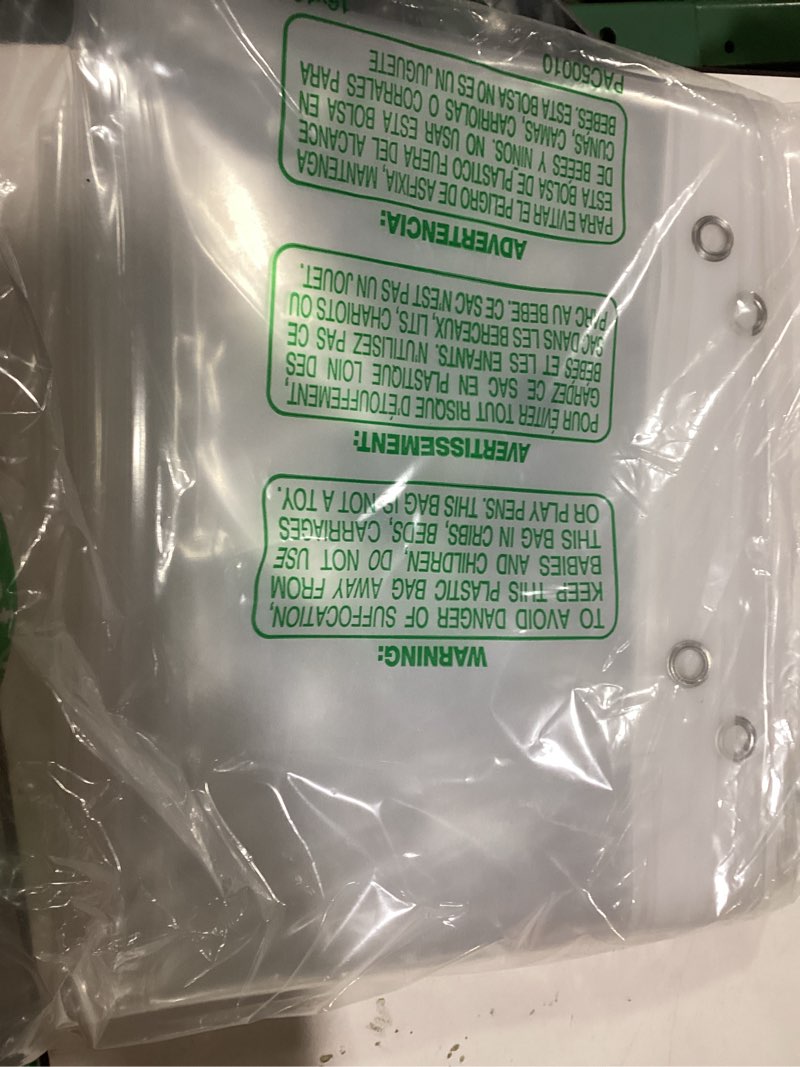 WARNING:
TO AVOID DANGER OF SUFFOCATION,
KEEP THIS PLASTIC BAG AWAY FROM
BABIES AND CHILDREN, DO NOT USE
THIS BAG IN CRIBS, BEDS, CARRIAGES
OR PLAY PENS. THIS BAG IS NOT A TOY.
AVERTISSEMENT:
POUR ÉVITER TOUT RISQUE D'ÉTOUFFEMENT,
GARDEZ CE SAC EN PLASTIQUE LOIN DES
BÉBÉS ET LES ENFANTS. N'UTILISEZ PAS CE
SAC DANS LES BERCEAUX, LITS, CHARIOTS OU
PARC AU BEBE. CE SAC N'EST PAS UN JOUET.
ADVERTENCIA:
PARA EVITAR EL PELIGRO DE ASFIXIA, MANTENGA
ESTA BOLSA DE PLASTICO FUERA DEL ALCANCE
DE BEBES Y NINOS. NO USAR ESTA BOLSA EN
CUNAS, CAMAS, CARRIOLAS O CORRALES PARA
BEBES. ESTA BOLSA NO ES UN JUGUETE
PAC50010